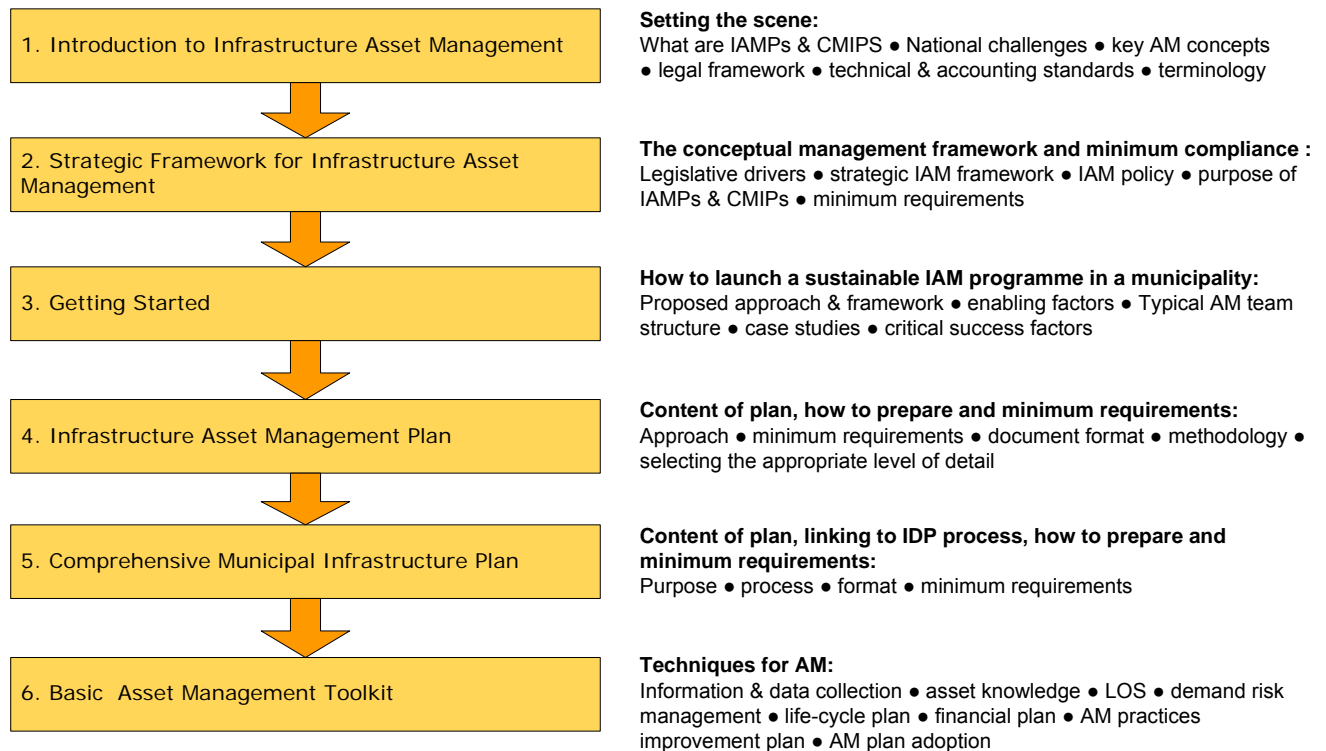 1. Introduction to Infrastructure Asset Management
Setting the scene:
What are IAMPs & CMIPS ● National challenges ● key AM concepts
● legal framework ● technical & accounting standards ● terminology
2. Strategic Framework for Infrastructure Asset
Management
The conceptual management framework and minimum compliance :
Legislative drivers ● strategic IAM framework ● IAM policy ● purpose of
IAMPs & CMIPs ● minimum requirements
3. Getting Started
How to launch a sustainable IAM programme in a municipality:
Proposed approach & framework ● enabling factors ● Typical AM team
structure ● case studies ● critical success factors
4. Infrastructure Asset Management Plan
Content of plan, how to prepare and minimum requirements:
Approach ● minimum requirements ● document format ● methodology ●
selecting the appropriate level of detail
5. Comprehensive Municipal Infrastructure Plan
Content of plan, linking to IDP process, how to prepare and
minimum requirements:
Purpose ● process ● format ● minimum requirements
6. Basic Asset Management Toolkit
Techniques for AM:
Information & data collection ● asset knowledge ● LOS ● demand risk
management ● life-cycle plan ● financial plan ● AM practices
improvement plan ● AM plan adoption